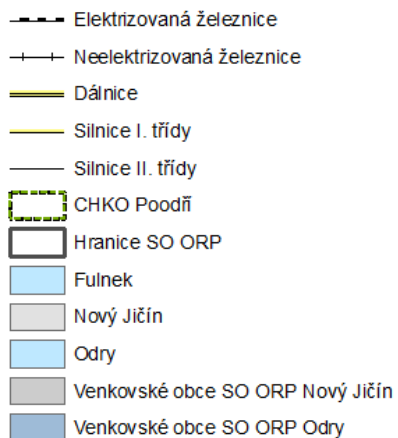 Elektrizovaná železnice
Neelektrizovaná železnice
Dálnice
Silnice I. třídy
Silnice II. třídy
CHKO Poodří
Hranice SO ORP
Fulnek
Nový Jičín
Odry
Venkovské obce SO ORP Nový Jičín
Venkovské obce SO ORP Odry